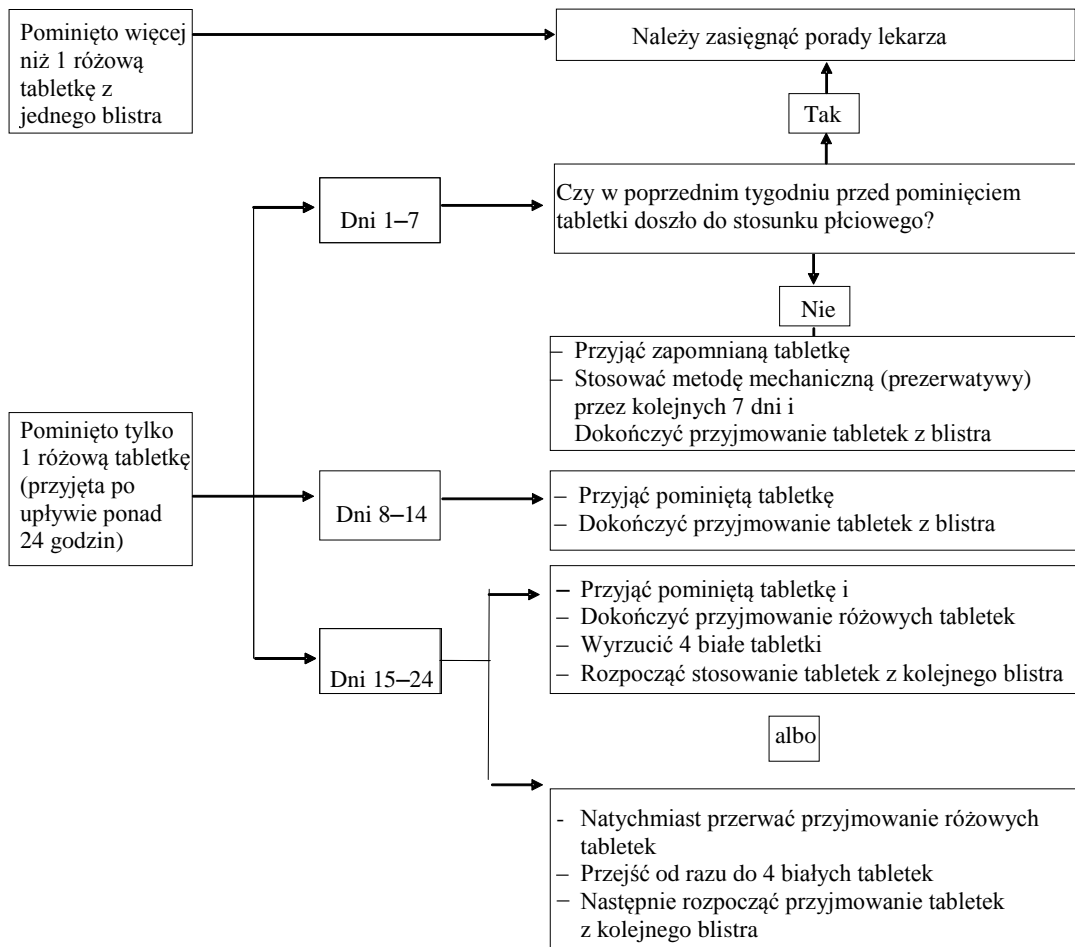 Pominięto więcej
niż 1 różową
tabletkę z
jednego blistra
Należy zasięgnąć porady lekarza
Tak
Czy w poprzednim tygodniu przed pominięciem
tabletki doszło do stosunku płciowego?
Dni 1–7
Nie
– Przyjąć zapomnianą tabletkę
– Stosować metodę mechaniczną (prezerwatywy)
przez kolejnych 7 dni i
Dokończyć przyjmowanie tabletek z blistra
Pominięto tylko
1 różową tabletkę
(przyjęta po
upływie ponad
24 godzin)
Dni 8–14
– Przyjąć pominiętą tabletkę
– Dokończyć przyjmowanie tabletek z blistra
Dni 15–24
– Przyjąć pominiętą tabletkę i
– Dokończyć przyjmowanie różowych tabletek
– Wyrzucić 4 białe tabletki
– Rozpocząć stosowanie tabletek z kolejnego blistra
albo
- Natychmiast przerwać przyjmowanie różowych
tabletek
– Przejść od razu do 4 białych tabletek
– Następnie rozpocząć przyjmowanie tabletek
z kolejnego blistra